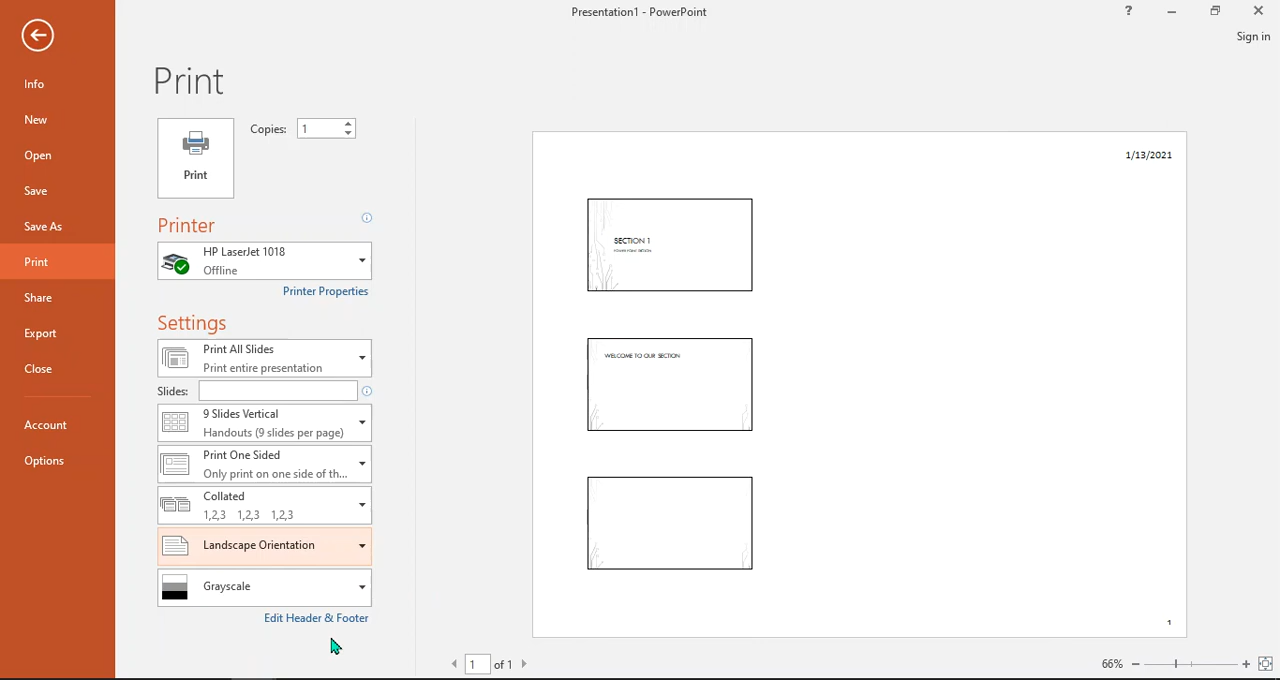 Presentation1 - PowerPoint
?
Sign in
Info
New
Open
Save
Save As
Print
Share
Export
Close
Account
Options
Print
Print
Copies: 1
Printer
HP LaserJet 1018
Offline
Printer Properties
Settings
Print All Slides
Print entire presentation
Slides:
9 Slides Vertical
Handouts (9 slides per page)
Print One Sided
Only print on one side of th...
Collated
1,2,3 1,2,3 1,2,3
Landscape Orientation
Grayscale
Edit Header & Footer
1/13/2021
SECTION 1
WELCOME TO OUR SECTION
1
1 of 1
66%